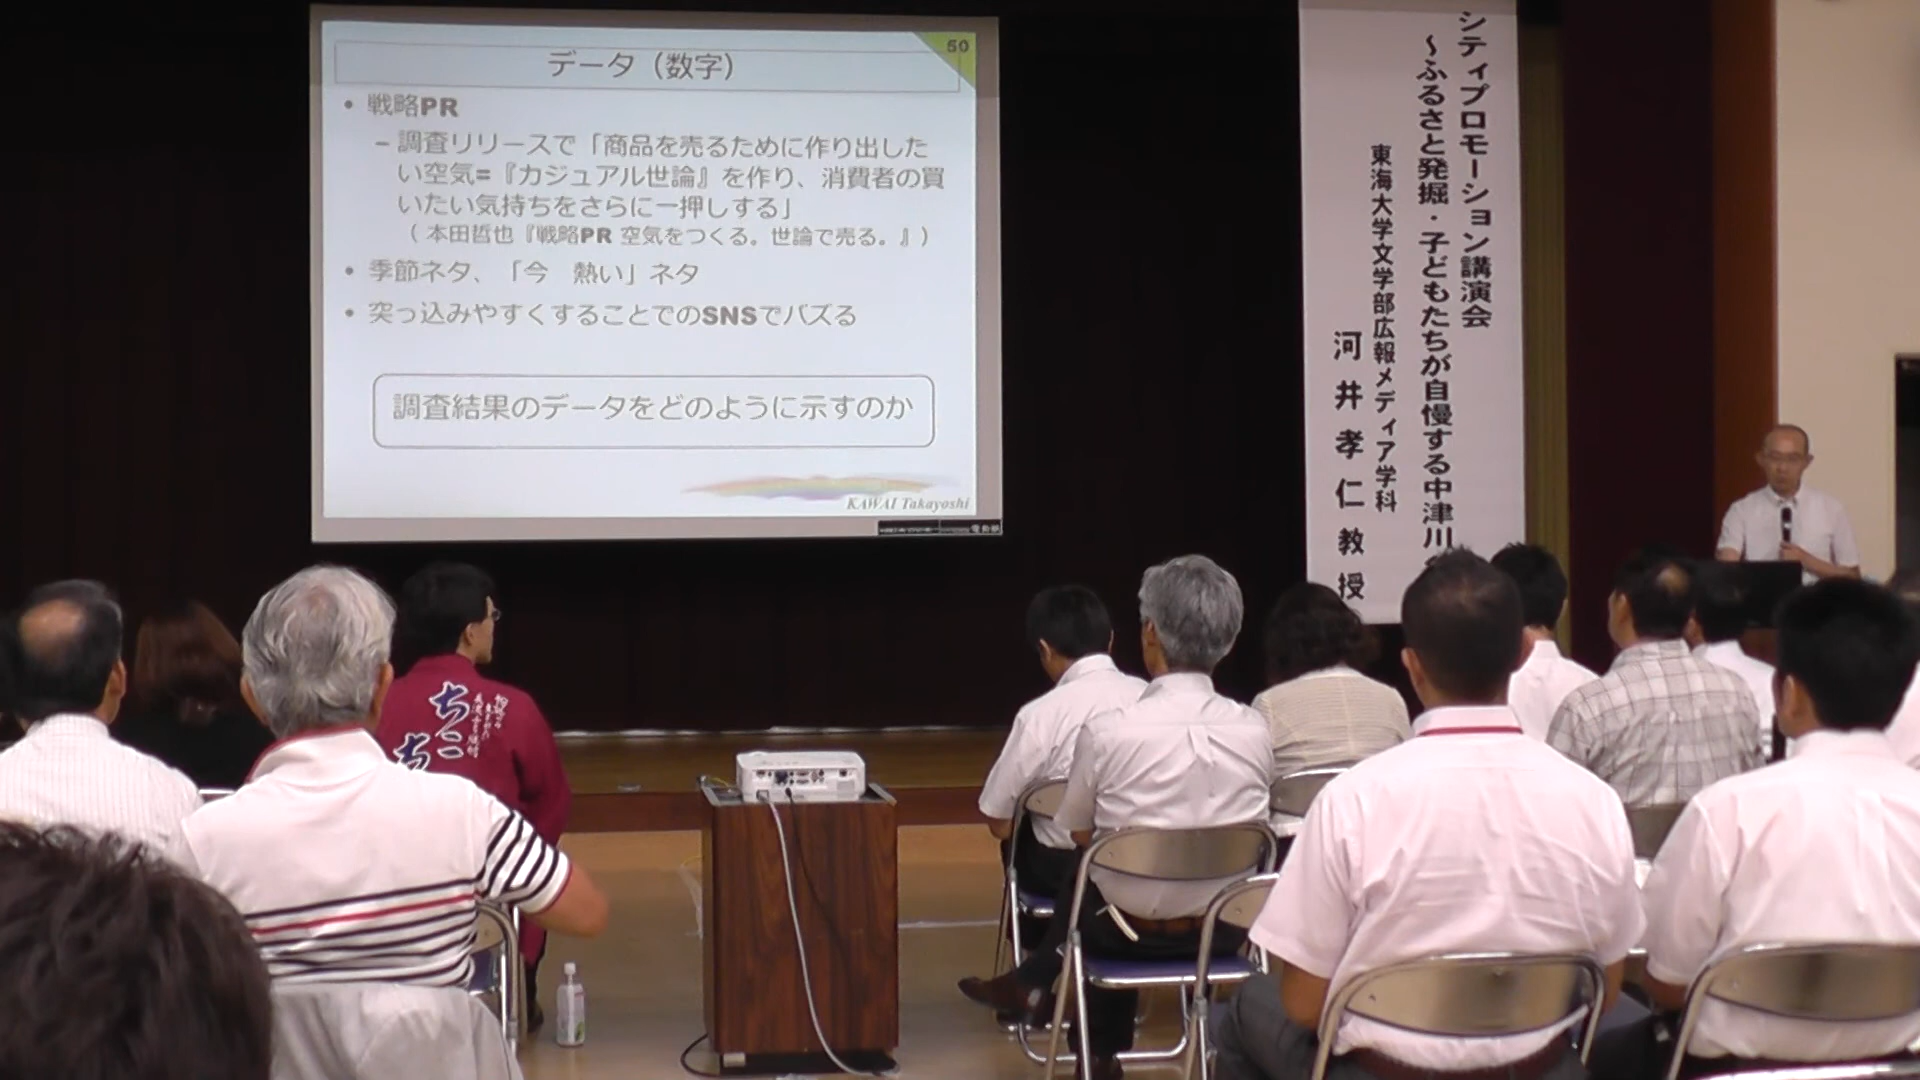 50
データ（数字）
• 戦略PR
– 調査リリースで「商品を売るために作り出した
い空気=『カジュアル世論』を作り、消費者の買
いたい気持ちをさらに一押しする」
（ 本田哲也『戦略PR 空気をつくる。世論で売る。』）
• 季節ネタ、「今　熱い」ネタ
• 突っ込みやすくすることでのSNSでバズる
調査結果のデータをどのように示すのか
KAWAI Takayoshi
シティプロモーション講演会
～ふるさと発掘・子どもたちが自慢する中津川
東海大学文学部広報メディア学科
河井孝仁教授
ちこ